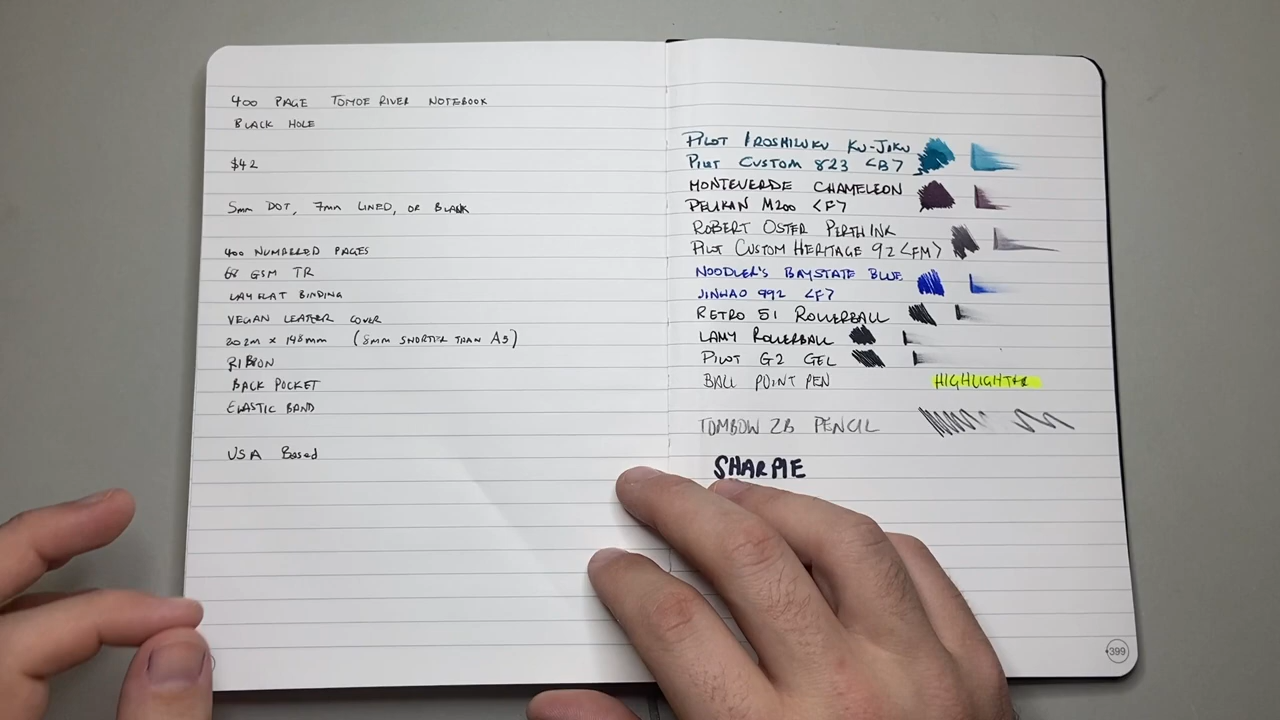 400 PAGE TOMOE RIVER NOTEBOOK
BLACK HOLE
$42
5mm DOT, 7mm LINED, OR BLANK
400 NUMBERED PAGES
68 GSM TR
LAY FLAT BINDING
VEGAN LEATHER COVER
202m × 148mm (8mm SHORTER THAN A5)
RIBBON
BACK POCKET
ELASTIC BAND
USA Based
PILOT IROSHIZUKU KU-JAKU
PILOT CUSTOM 823 <B>
MONTEVERDE CHAMELEON
PELIKAN M200 <F>
ROBERT OSTER PERTH INK
PILOT CUSTOM HERITAGE 92 <FM>
NOODLER'S BAYSTATE BLUE
JINHAO 992 <F>
RETRO 51 ROLLERBALL
LAMY ROLLERBALL
PILOT G2 GEL
BALL POINT PEN HIGHLIGHTER
TOMBOW 2B PENCIL
SHARPIE
399